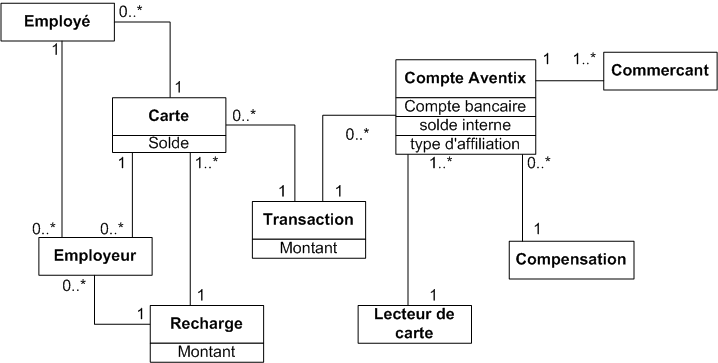 Employé
0..*
1
1
Carte
Solde
0..*
1
1..*
Compte Aventix
Compte bancaire
solde interne
type d'affiliation
1
1..*
Commercant
0..*
1..*
0..*
1
1
Transaction
Montant
0..*
0..*
Employeur
0..*
1
1
Recharge
Montant
1
Compensation
1
Lecteur de
carte